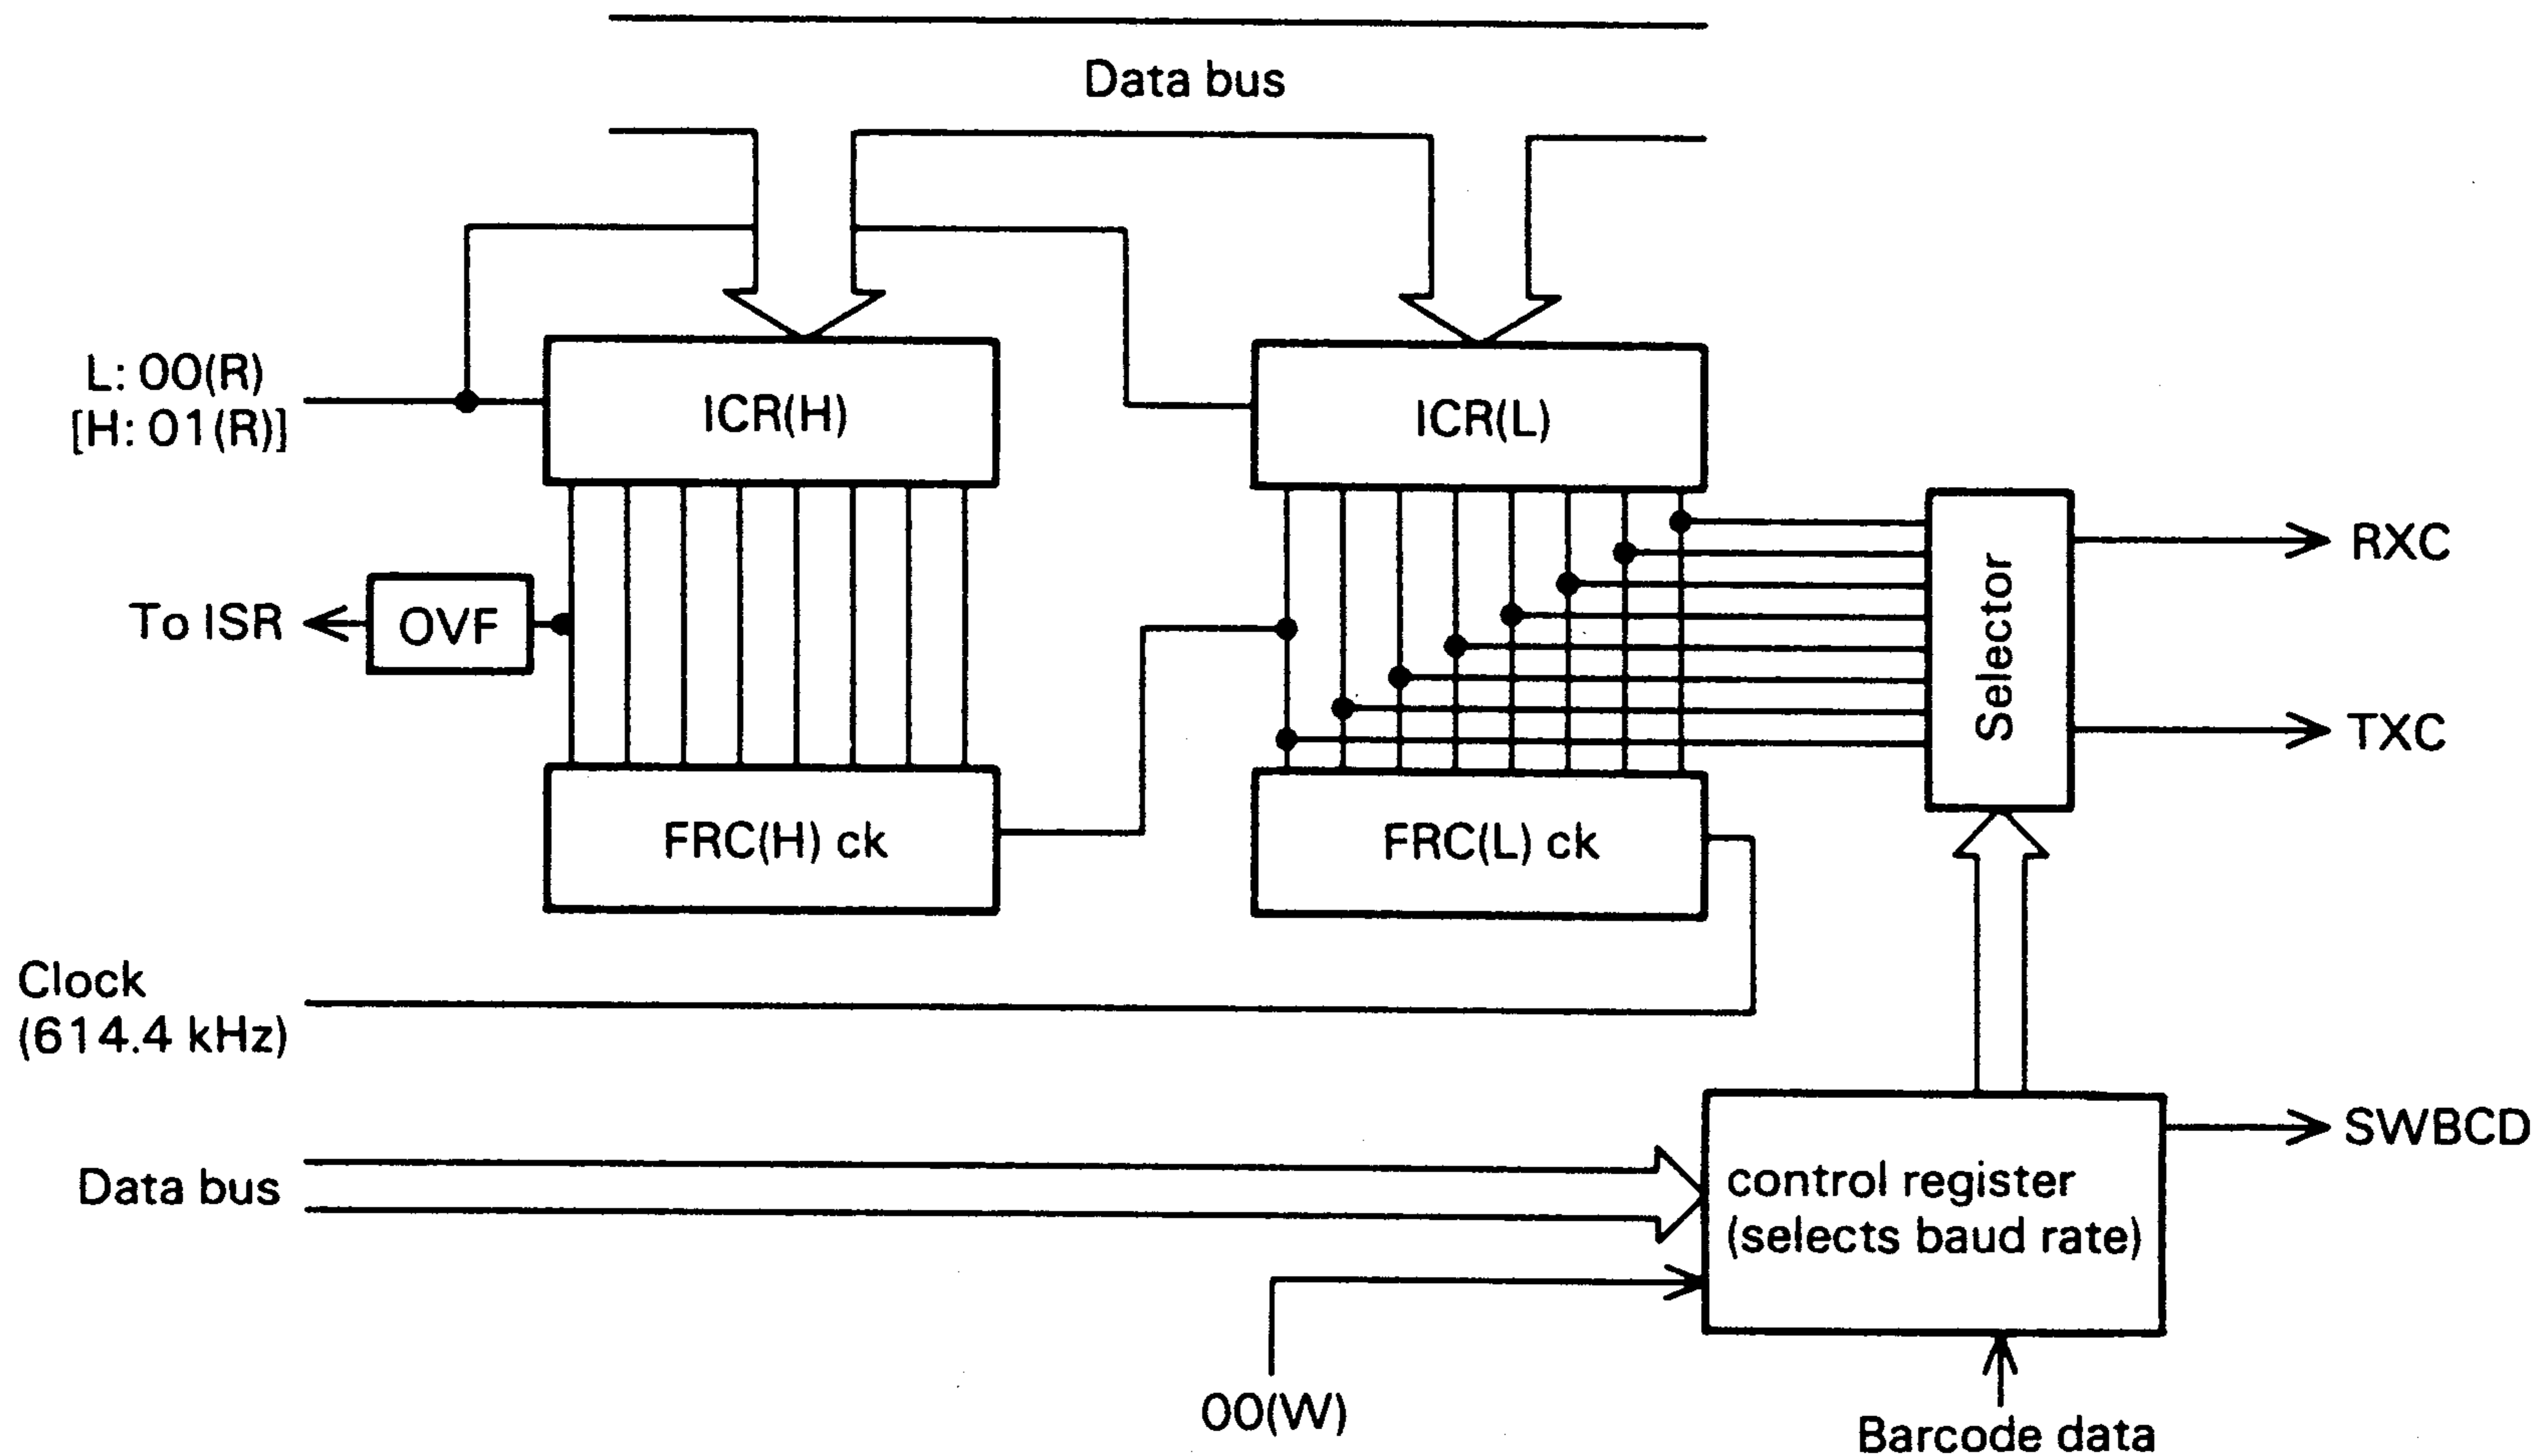 Data bus
L: 00(R)
[H: 01(R)]
ICR(H)
ICR(L)
To ISR
OVF
Selector
RXC
TXC
FRC(H) ck
FRC(L) ck
Clock
(614.4 kHz)
Data bus
control register
(selects baud rate)
SWBCD
00(W)
Barcode data